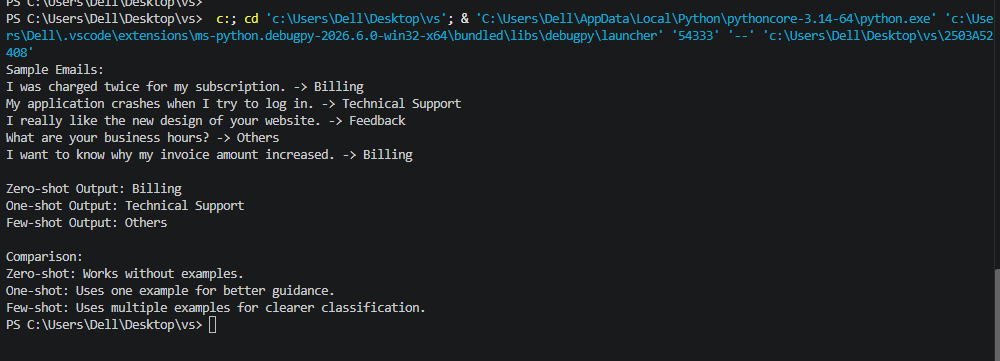 PS C:\Users\Dell\Desktop\vs>
PS C:\Users\Dell\Desktop\vs>  c:; cd 'c:\Users\Dell\Desktop\vs'; & 'C:\Users\Dell\AppData\Local\Python\pythoncore-3.14-64\python.exe' 'c:\Use
rs\Dell\.vscode\extensions\ms-python.debugpy-2026.6.0-win32-x64\bundled\libs\debugpy\launcher' '54333' '--' 'c:\Users\Dell\Desktop\vs\2503A52
408'
Sample Emails:
I was charged twice for my subscription. -> Billing
My application crashes when I try to log in. -> Technical Support
I really like the new design of your website. -> Feedback
What are your business hours? -> Others
I want to know why my invoice amount increased. -> Billing

Zero-shot Output: Billing
One-shot Output: Technical Support
Few-shot Output: Others

Comparison:
Zero-shot: Works without examples.
One-shot: Uses one example for better guidance.
Few-shot: Uses multiple examples for clearer classification.
PS C:\Users\Dell\Desktop\vs>